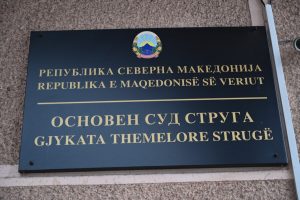 РЕПУБЛИКА СЕВЕРНА МАКЕДОНИЈА
REPUBLIKA E MAQEDONISË SË VERIUT
ОСНОВЕН СУД СТРУГА
GJYKATA THEMELORE STRUGË